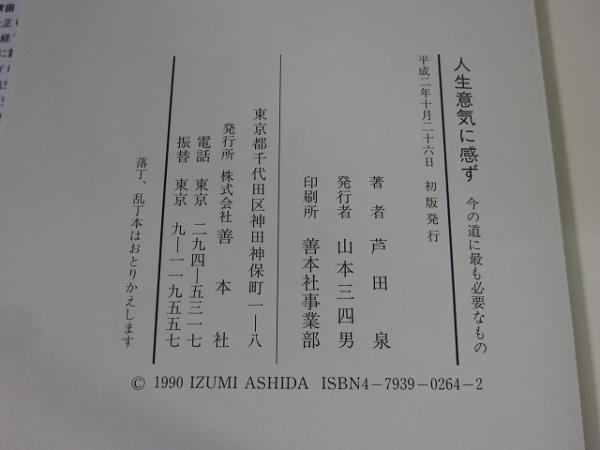 人生意気に感ず 今の道に最も必要なもの
平成二年十月二十六日 初版発行
著者 芦田泉
発行者 山本三四男
印刷所 善本社事業部
東京都千代田区神田神保町一―八
発行所 株式会社 善本社
電話 東京 二九四―五三一七
振替 東京 九―一一九五五七
落丁、乱丁本はおとりかえします
© 1990 IZUMI ASHIDA ISBN4-7939-0264-2